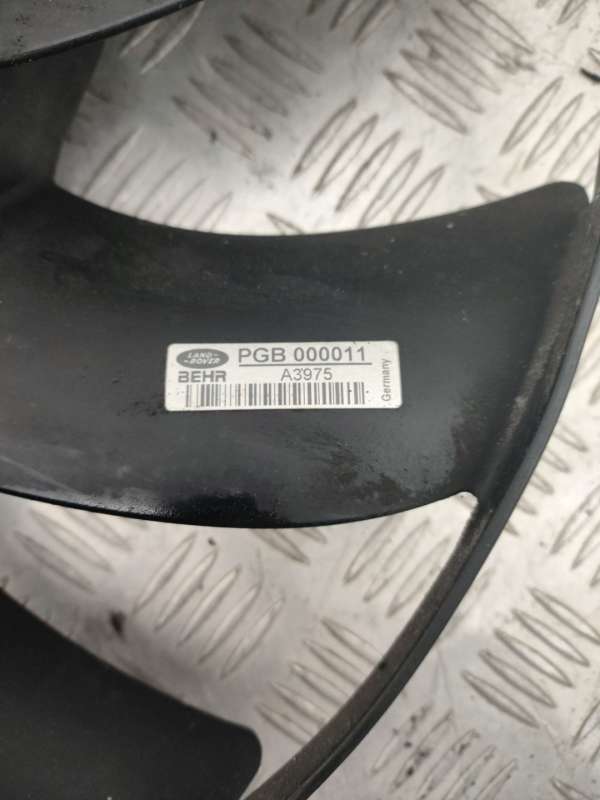 LAND
ROVER
PGB 000011
BEHR
A3975
Germany